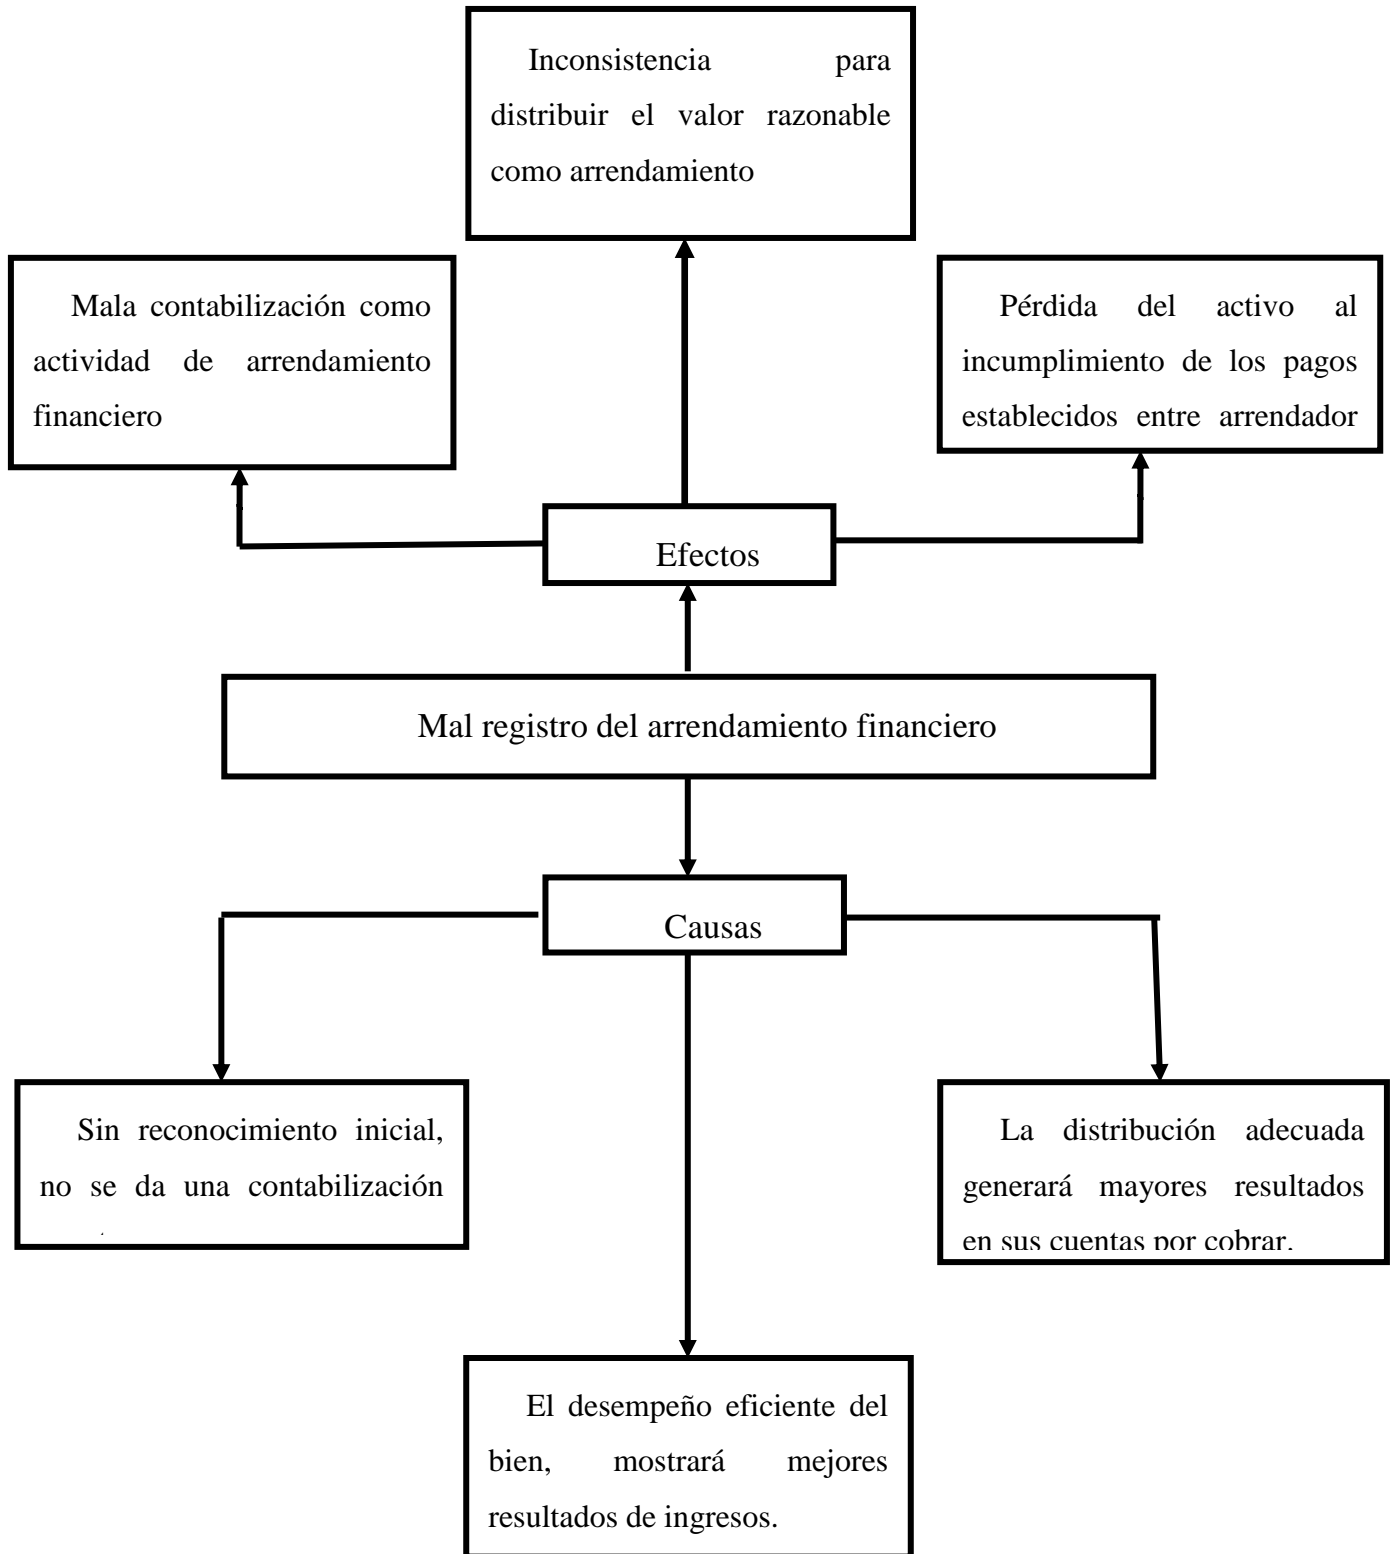 Inconsistencia para
distribuir el valor razonable
como arrendamiento
Mala contabilización como
actividad de arrendamiento
financiero
Pérdida del activo al
incumplimiento de los pagos
establecidos entre arrendador
Efectos
Mal registro del arrendamiento financiero
Causas
Sin reconocimiento inicial,
no se da una contabilización
La distribución adecuada
generará mayores resultados
en sus cuentas por cobrar.
El desempeño eficiente del
bien, mostrará mejores
resultados de ingresos.